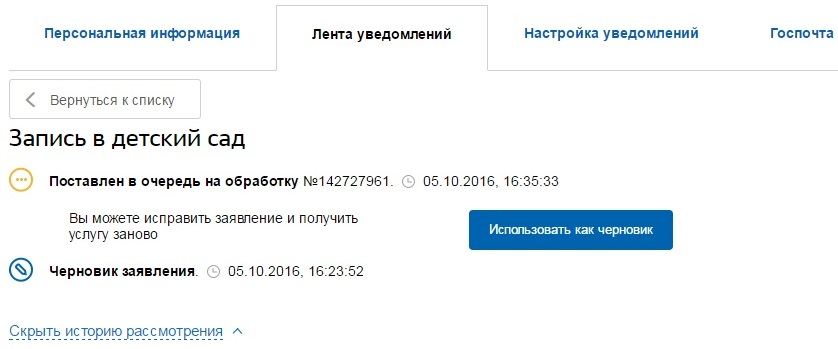 Персональная информация
Лента уведомлений
Настройка уведомлений
Госпочта
Вернуться к списку
Запись в детский сад
Поставлен в очередь на обработку №142727961. 05.10.2016, 16:35:33
Вы можете исправить заявление и получить
услугу заново
Использовать как черновик
Черновик заявления. 05.10.2016, 16:23:52
Скрыть историю рассмотрения